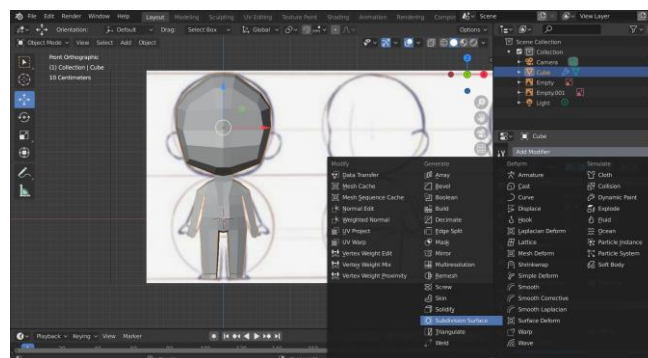 File Edit Render Window Help Layout Modeling Sculpting UV Editing Texture Paint Shading Animation Rendering Scene View Layer
Orientation: Default Drag: Select Box Global Options
Object Mode View Select Add Object
Front Orthographic
(1) Collection | Cube
10 Centimeters
Scene Collection
Collection
Camera
Cube
Empty
Empty.001
Light
Cube
Add Modifier
Modify Generate Deform Simulate
Data Transfer Array Armature Cloth
Mesh Cache Bevel Cast Collision
Mesh Sequence Cache Boolean Curve Dynamic Paint
Normal Edit Build Displace Explode
Weighted Normal Decimate Hook Fluid
UV Project Edge Split Laplacian Deform Ocean
UV Warp Mask Lattice Particle Instance
Vertex Weight Edit Mirror Mesh Deform Particle System
Vertex Weight Mix Multiresolution Shrinkwrap Soft Body
Vertex Weight Proximity Remesh Simple Deform
Screw Smooth
Skin Smooth Corrective
Solidify Smooth Laplacian
Subdivision Surface Surface Deform
Triangulate Warp
Weld Wave
Playback Keying View Marker